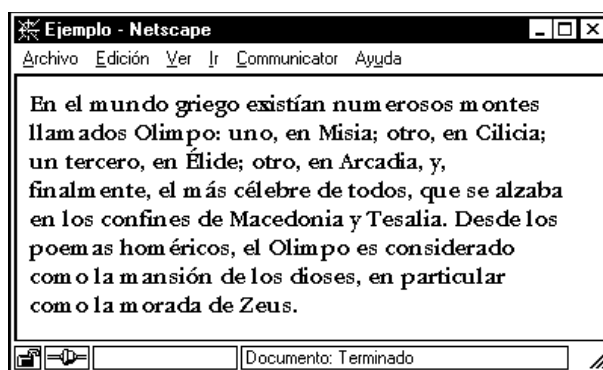 Ejemplo - Netscape
Archivo Edición Ver Ir Communicator Ayuda
En el mundo griego existían numerosos montes
llamados Olimpo: uno, en Misia; otro, en Cilicia;
un tercero, en Élide; otro, en Arcadia, y,
finalmente, el más célebre de todos, que se alzaba
en los confines de Macedonia y Tesalia. Desde los
poemas homéricos, el Olimpo es considerado
como la mansión de los dioses, en particular
como la morada de Zeus.
Documento: Terminado